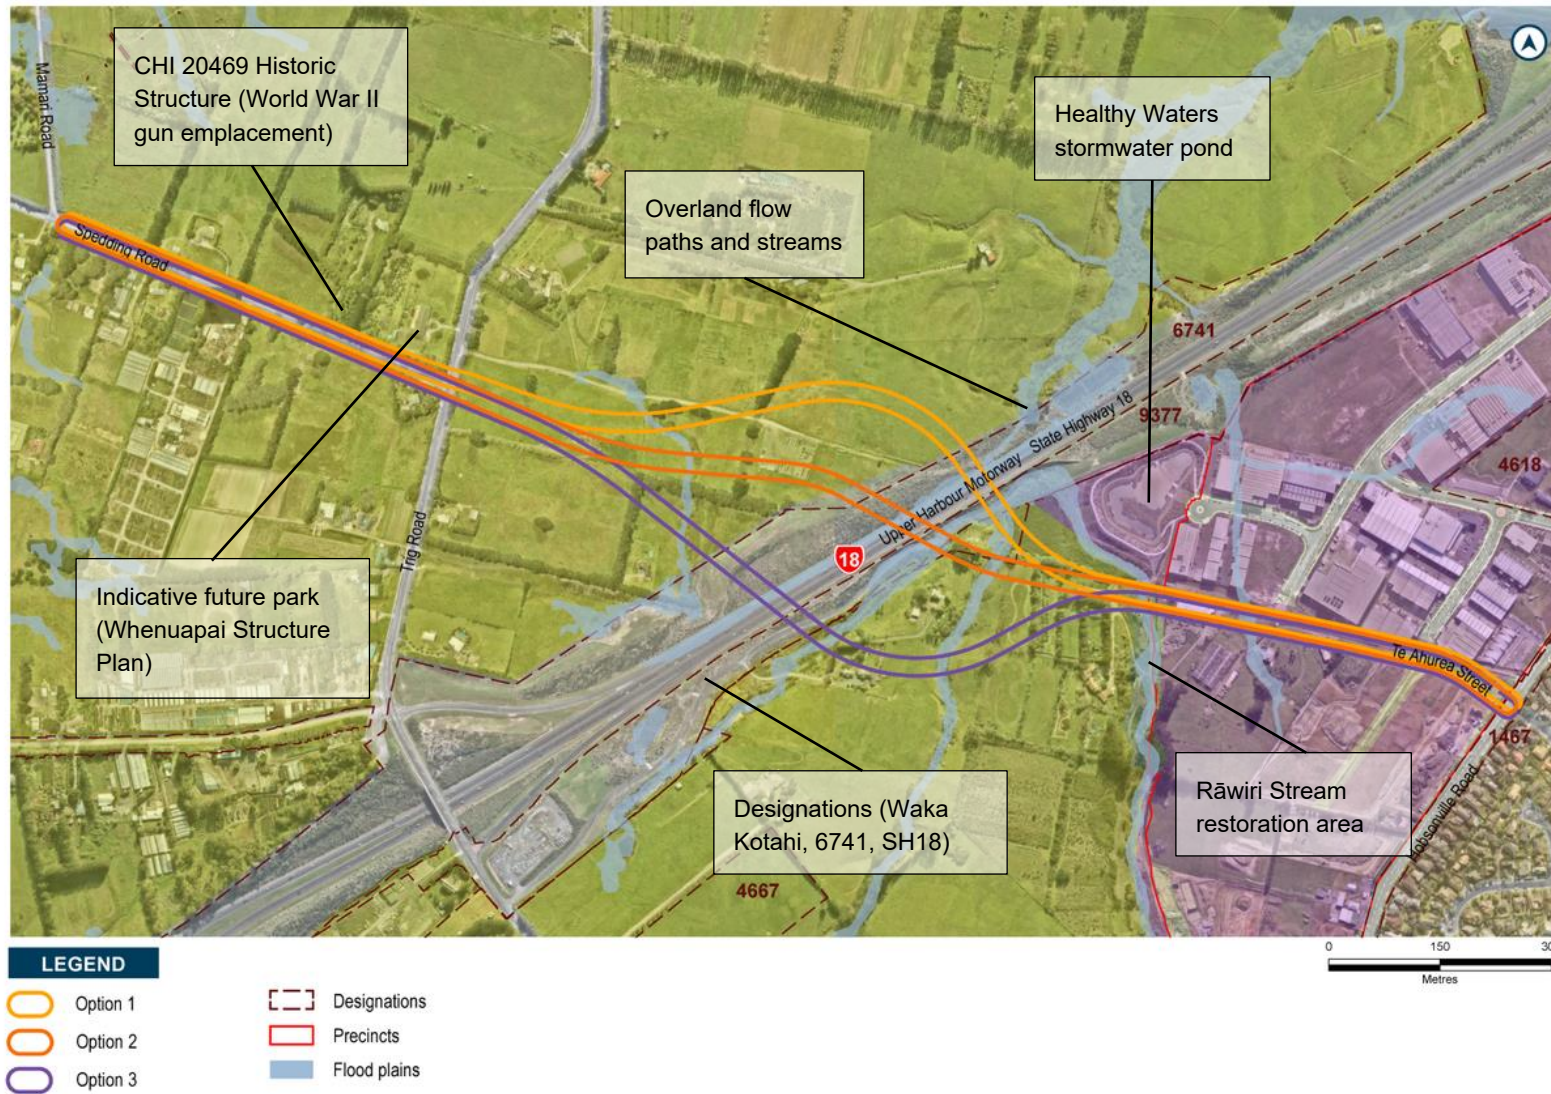 CHI 20469 Historic
Structure (World War II
gun emplacement)
Mamari Road
Healthy Waters
stormwater pond
Overland flow
paths and streams
Spedding Road
6741
9377
Upper Harbour Motorway State Highway 18
18
4618
Trig Road
Indicative future park
(Whenuapai Structure
Plan)
Te Ahurea Street
1467
Designations (Waka
Kotahi, 6741, SH18)
Rāwiri Stream
restoration area
Hobsonville Road
4667
LEGEND
Option 1
Option 2
Option 3
Designations
Precincts
Flood plains
0 150 30
Metres